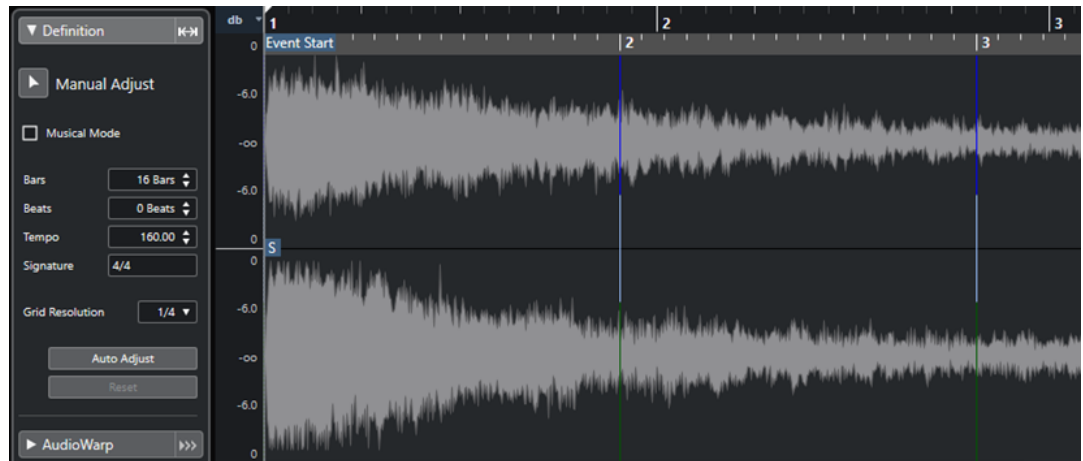 Definition
Manual Adjust
Musical Mode
Bars 16 Bars
Beats 0 Beats
Tempo 160.00
Signature 4/4
Grid Resolution 1/4
Auto Adjust
Reset
AudioWarp
db
1 2 3
Event Start 2 3
0
-6.0
-∞
-6.0
0
S
0
-6.0
-∞
-6.0
0